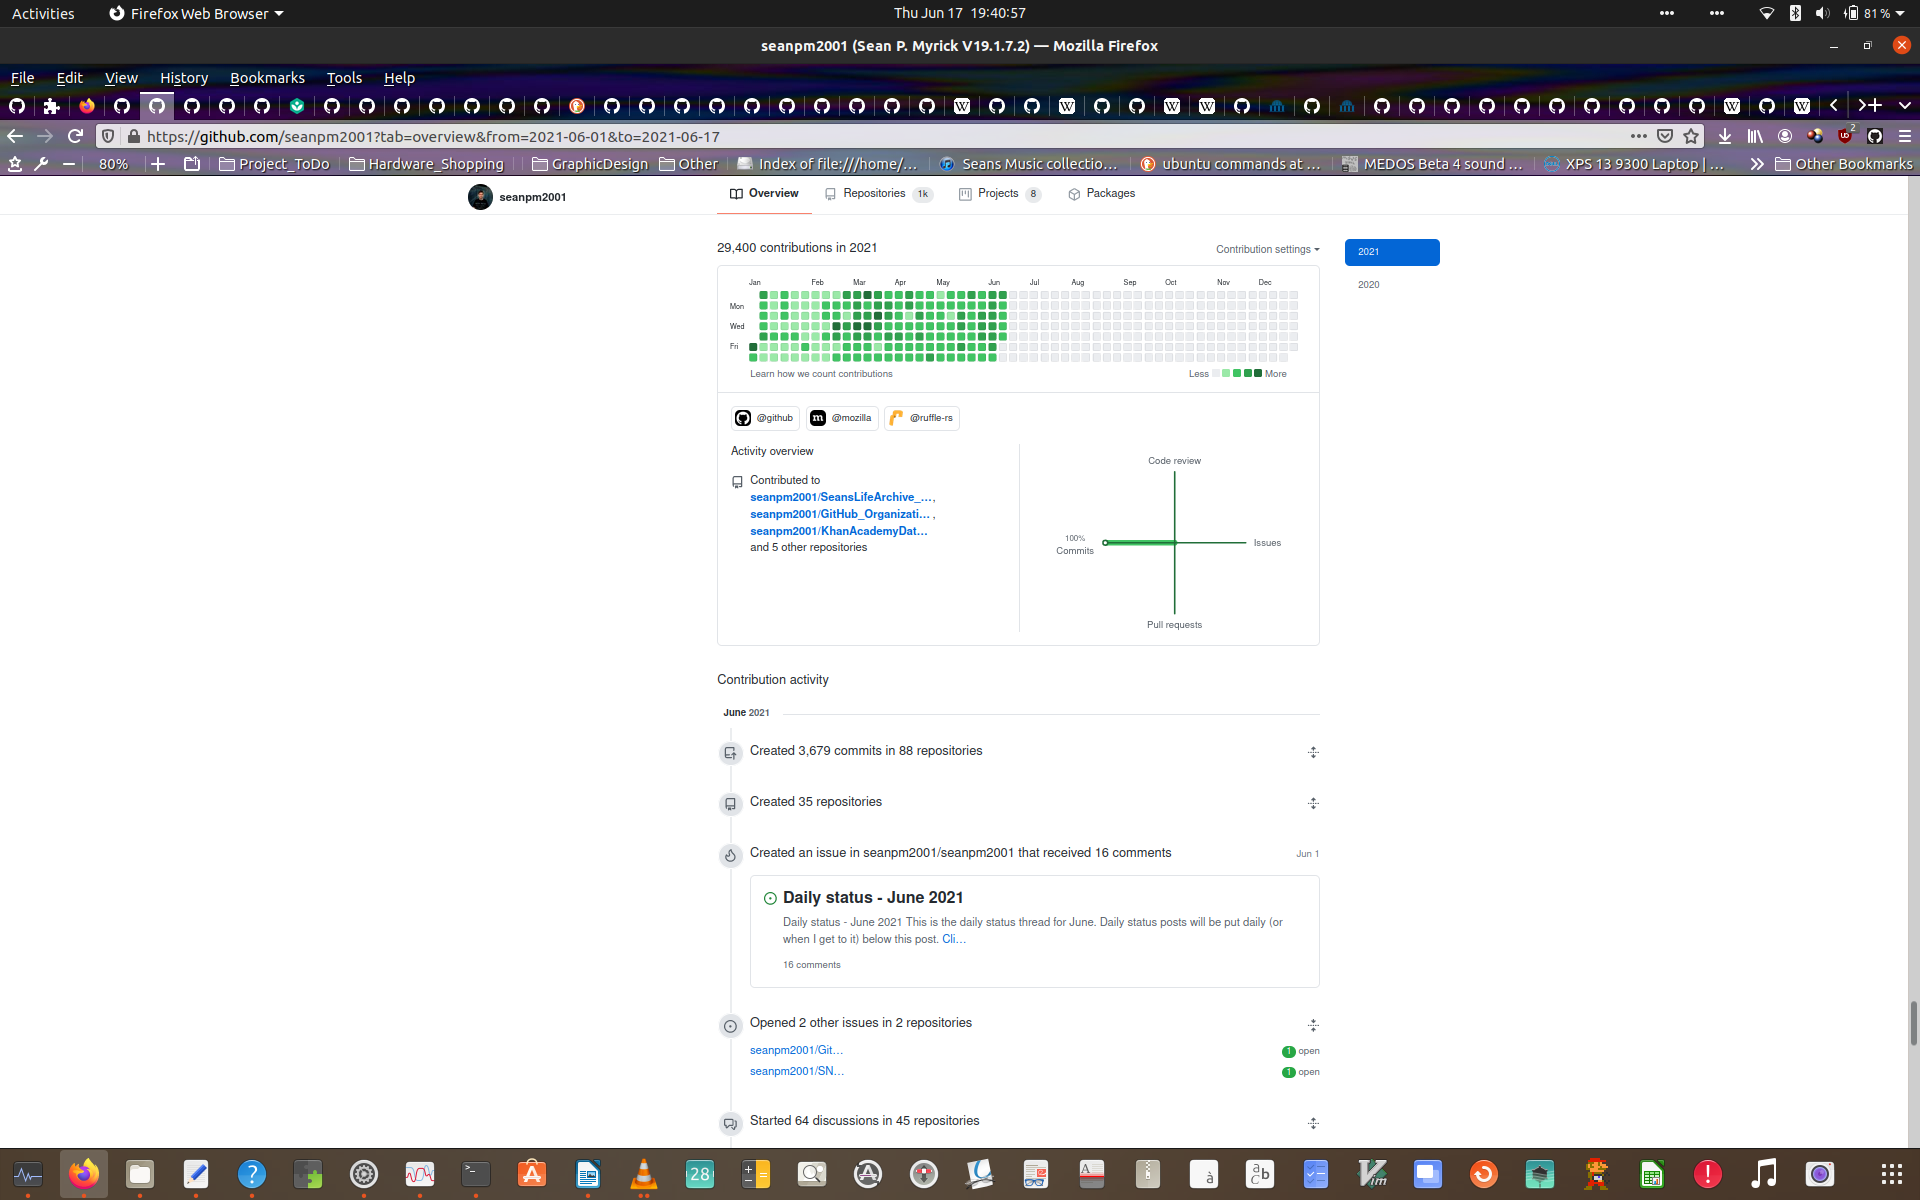 Activities
Firefox Web Browser
Thu Jun 17 19:40:57
81 %
seanpm2001 (Sean P. Myrick V19.1.7.2) — Mozilla Firefox
File Edit View History Bookmarks Tools Help
https://github.com/seanpm2001?tab=overview&from=2021-06-01&to=2021-06-17
2
80%
Project_ToDo
Hardware_Shopping
GraphicDesign
Other
Index of file:///home/...
Seans Music collectio...
ubuntu commands at ...
MEDOS Beta 4 sound ...
XPS 13 9300 Laptop | ...
Other Bookmarks
seanpm2001
Overview
Repositories 1k
Projects 8
Packages
29,400 contributions in 2021
Contribution settings
2021
2020
Jan Feb Mar Apr May Jun Jul Aug Sep Oct Nov Dec
Mon
Wed
Fri
Learn how we count contributions
Less More
@github
@mozilla
@ruffle-rs
Activity overview
Contributed to
seanpm2001/SeansLifeArchive_... ,
seanpm2001/GitHub_Organizati... ,
seanpm2001/KhanAcademyDat...
and 5 other repositories
Code review
100%
Commits
Issues
Pull requests
Contribution activity
June 2021
Created 3,679 commits in 88 repositories
Created 35 repositories
Created an issue in seanpm2001/seanpm2001 that received 16 comments
Jun 1
Daily status - June 2021
Daily status - June 2021 This is the daily status thread for June. Daily status posts will be put daily (or
when I get to it) below this post. Cli...
16 comments
Opened 2 other issues in 2 repositories
seanpm2001/Git...
1 open
seanpm2001/SN...
1 open
Started 64 discussions in 45 repositories
28